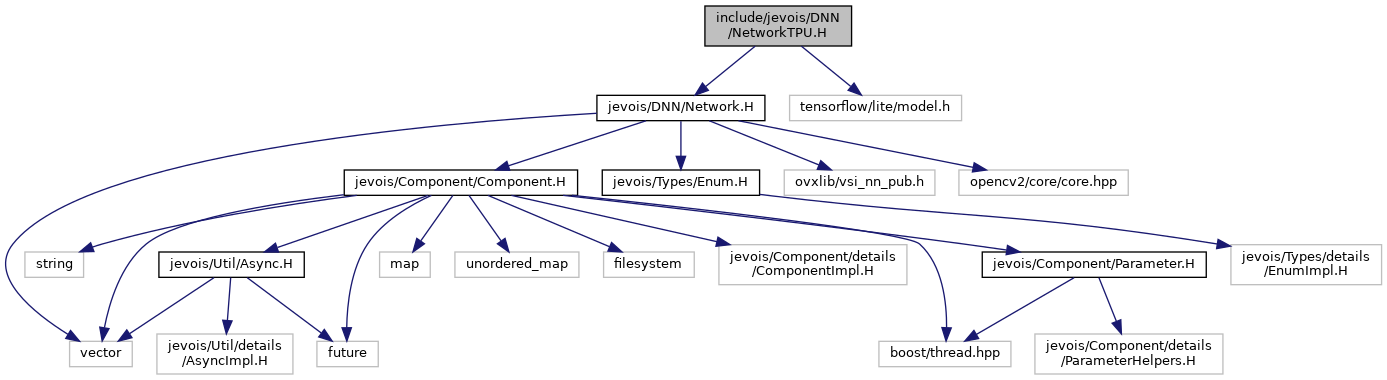 include/jevois/DNN
/NetworkTPU.H
jevois/DNN/Network.H
tensorflow/lite/model.h
jevois/Component/Component.H
jevois/Types/Enum.H
ovxlib/vsi_nn_pub.h
opencv2/core/core.hpp
string
jevois/Util/Async.H
map
unordered_map
filesystem
jevois/Component/details
/ComponentImpl.H
jevois/Component/Parameter.H
jevois/Types/details
/EnumImpl.H
vector
jevois/Util/details
/AsyncImpl.H
future
boost/thread.hpp
jevois/Component/details
/ParameterHelpers.H